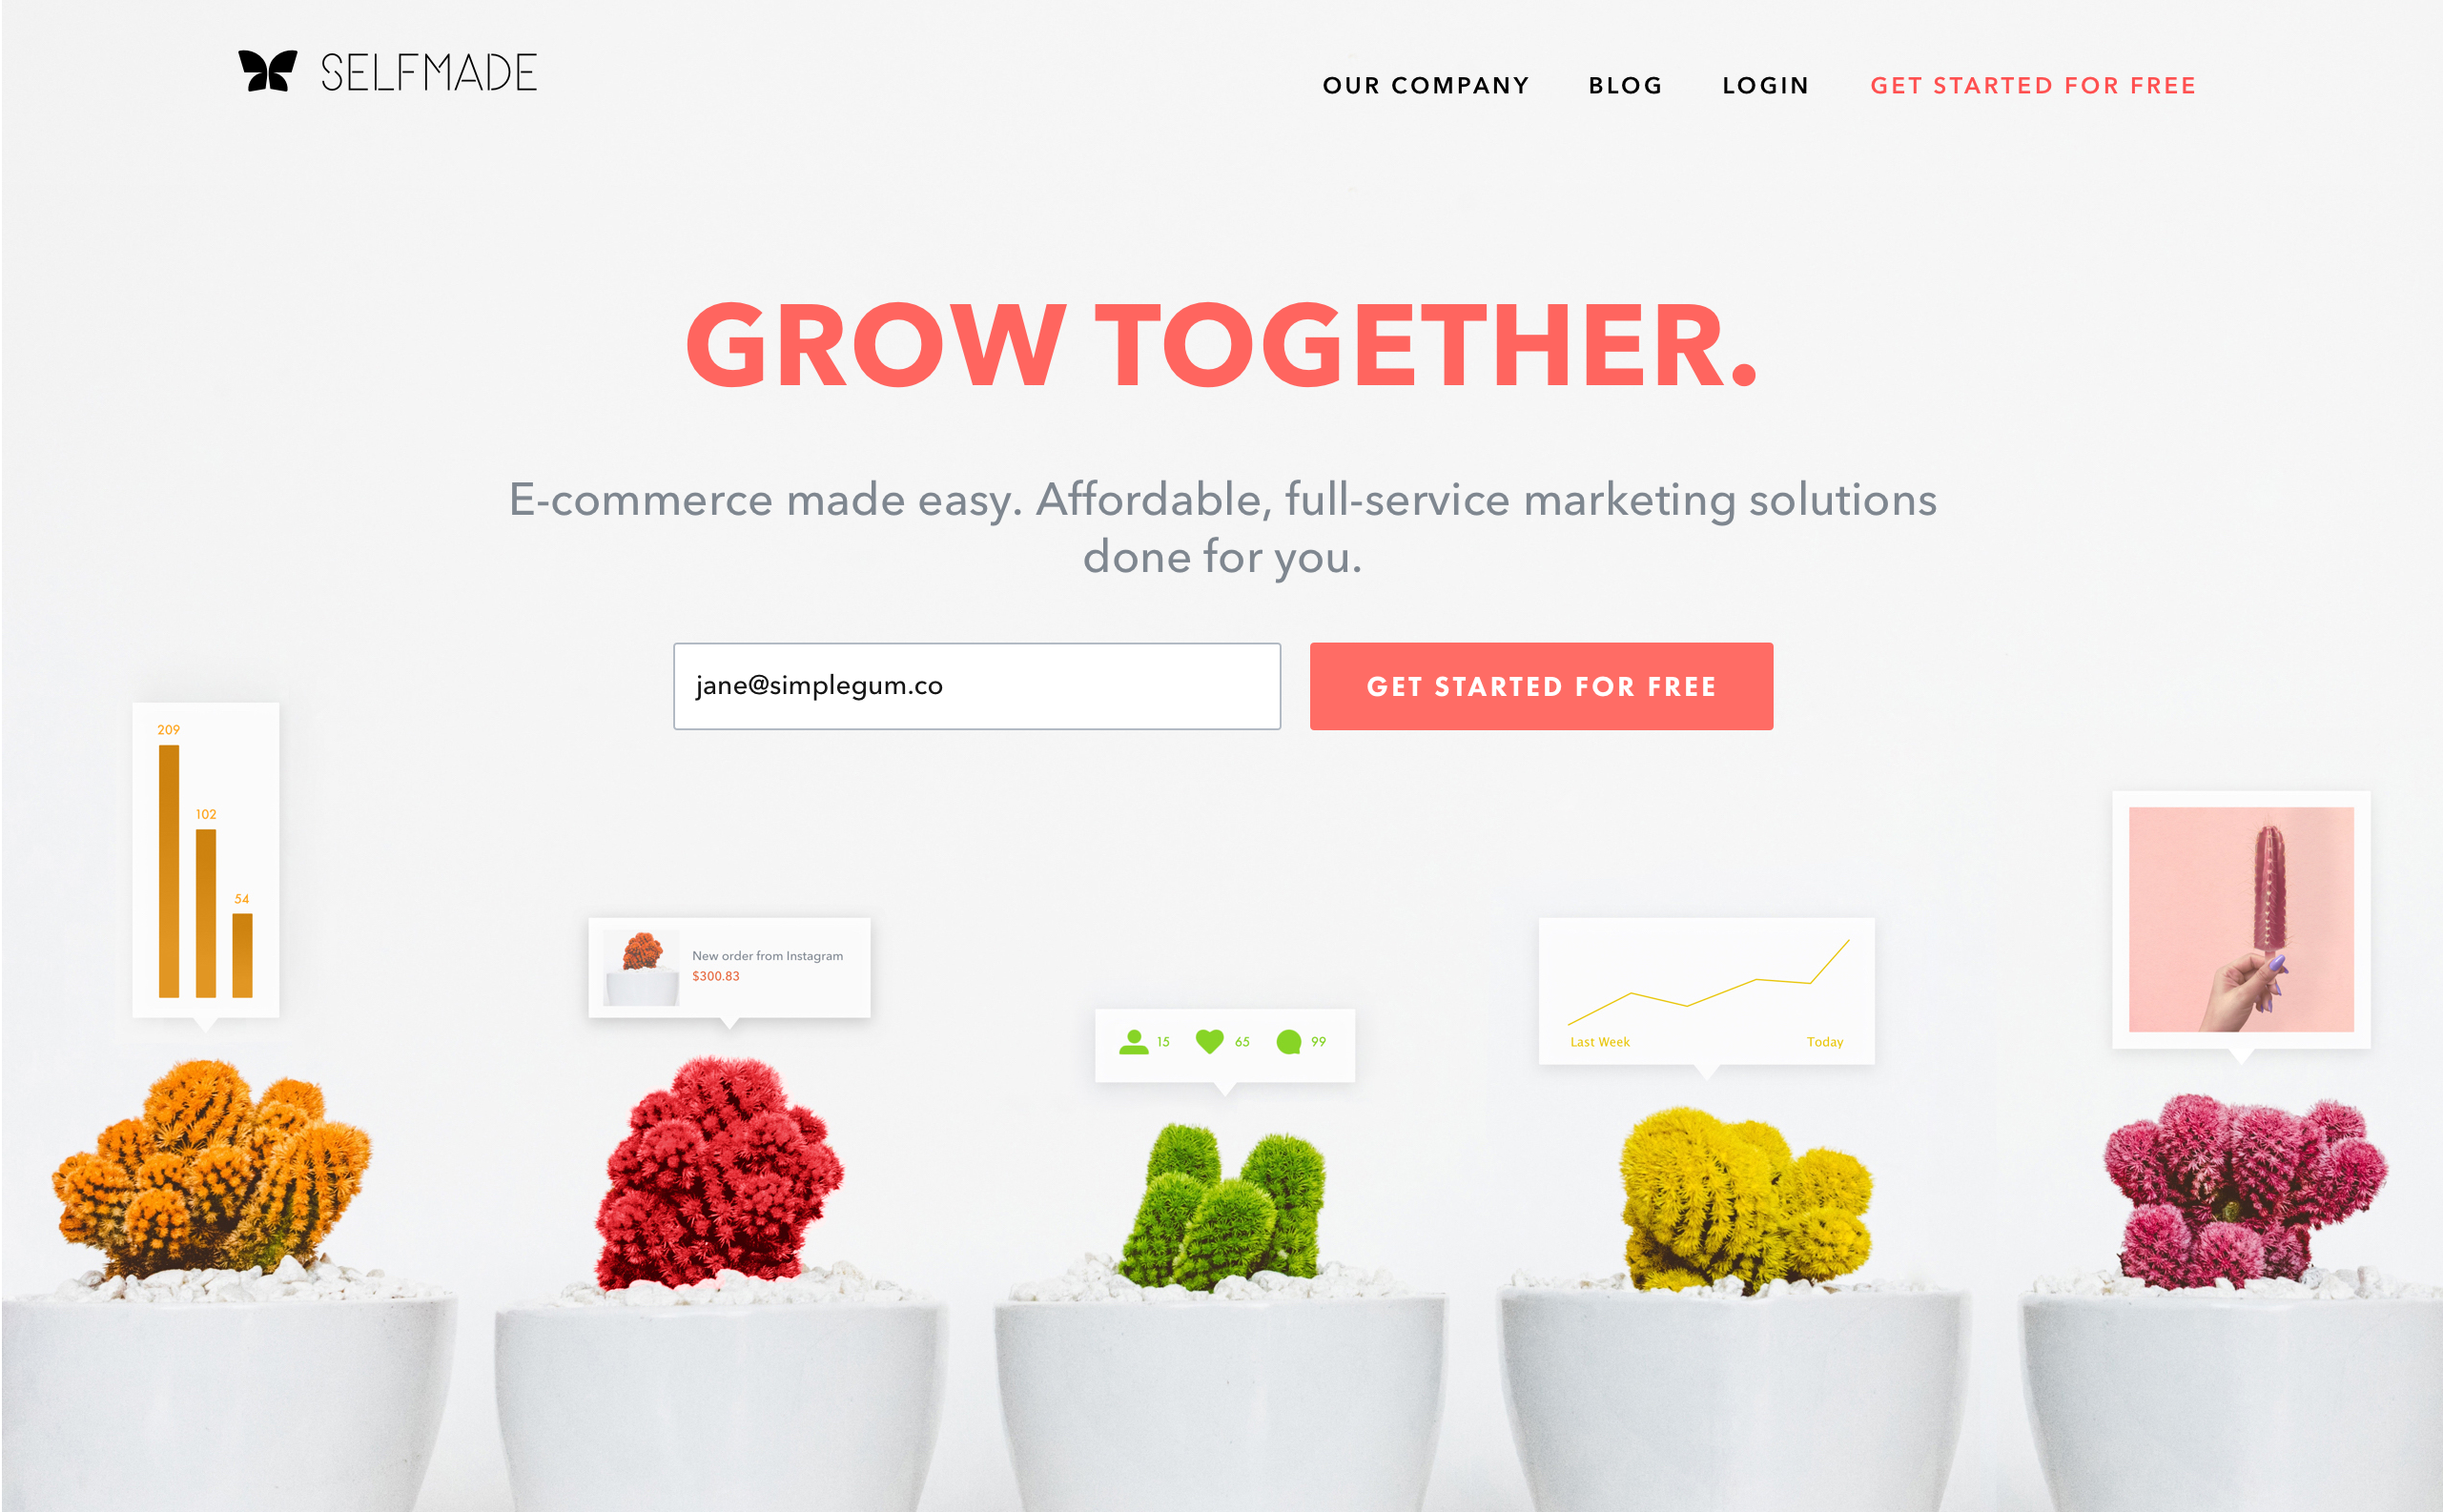 SELFMADE
OUR COMPANY BLOG LOGIN GET STARTED FOR FREE
GROW TOGETHER.
E-commerce made easy. Affordable, full-service marketing solutions
done for you.
jane@simplegum.co GET STARTED FOR FREE
209
102
54
New order from Instagram
$300.83
15 65 99
Last Week Today